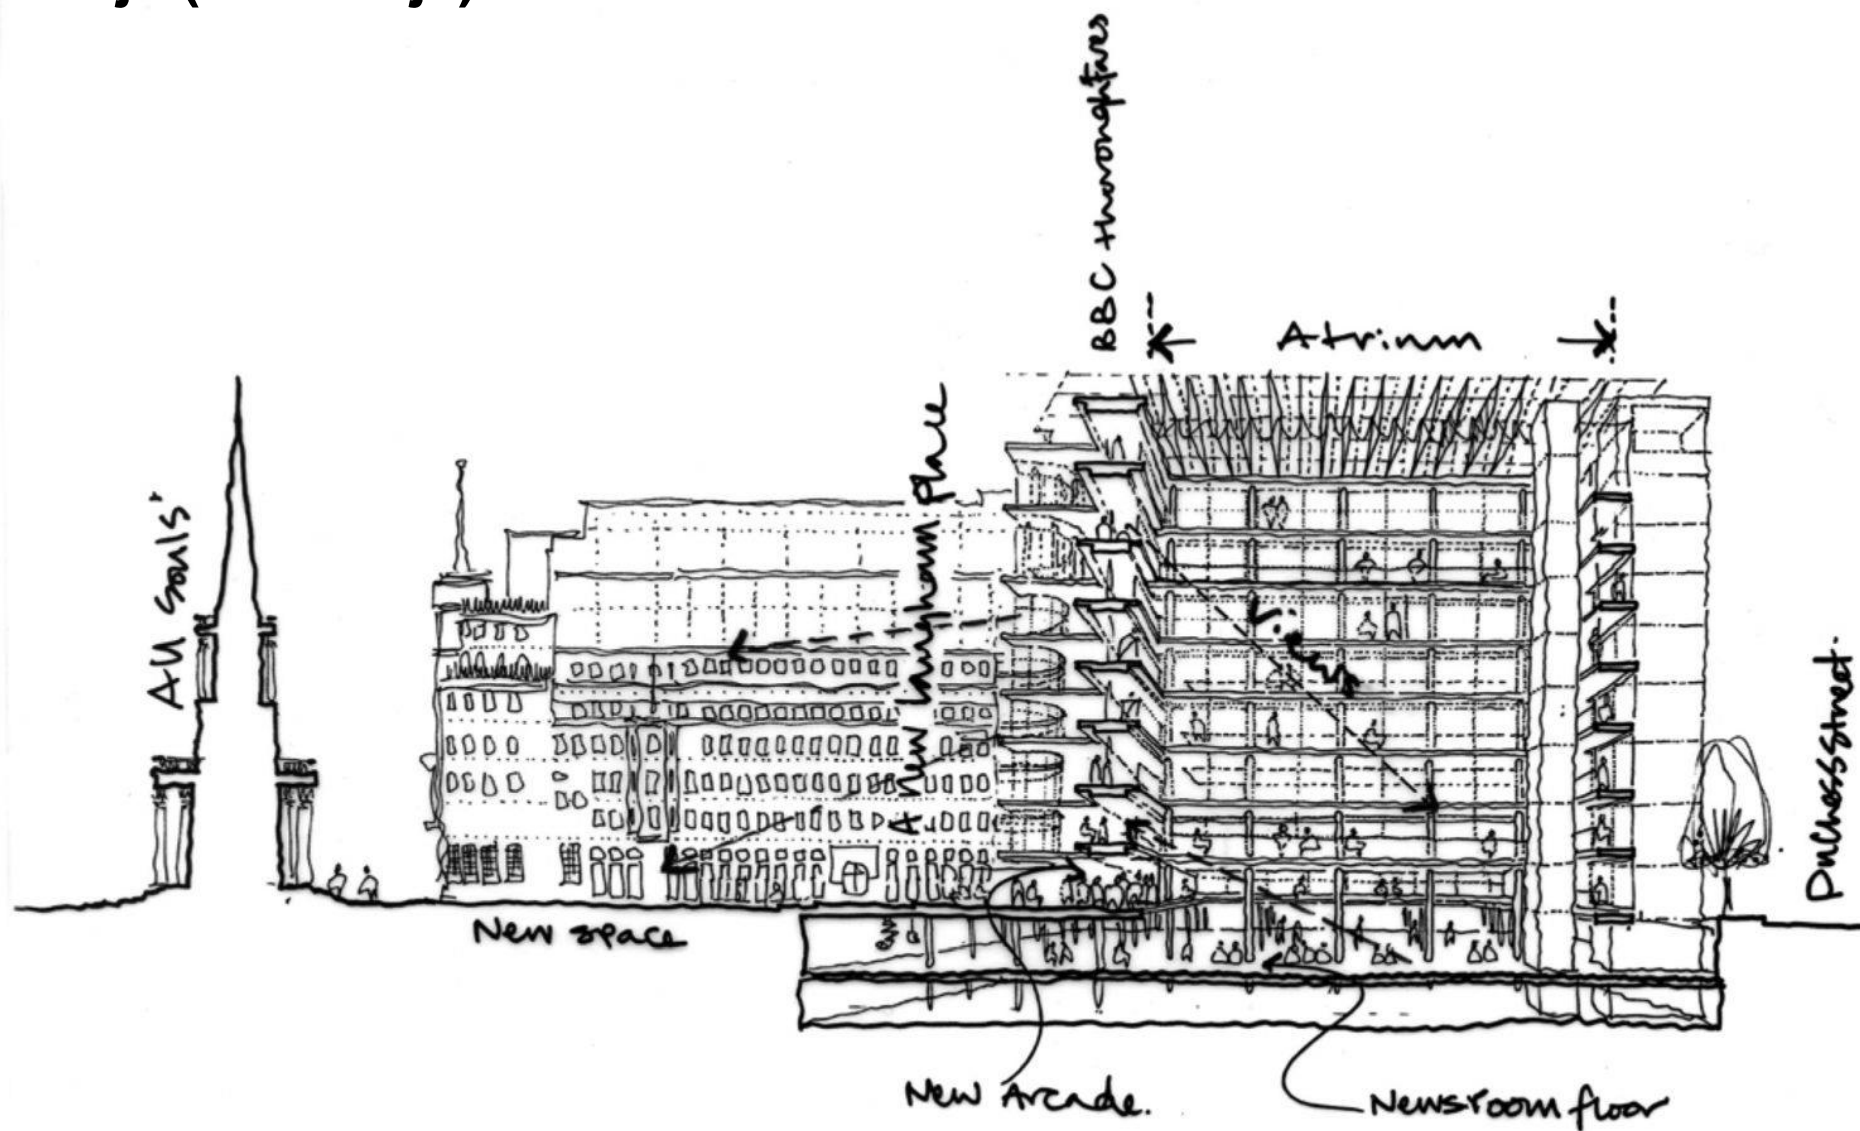 BBC thoroughfares
Atrium
A New Langham Place
All Souls'
Views
Duchess Street.
New space
New Arcade.
Newsroom floor